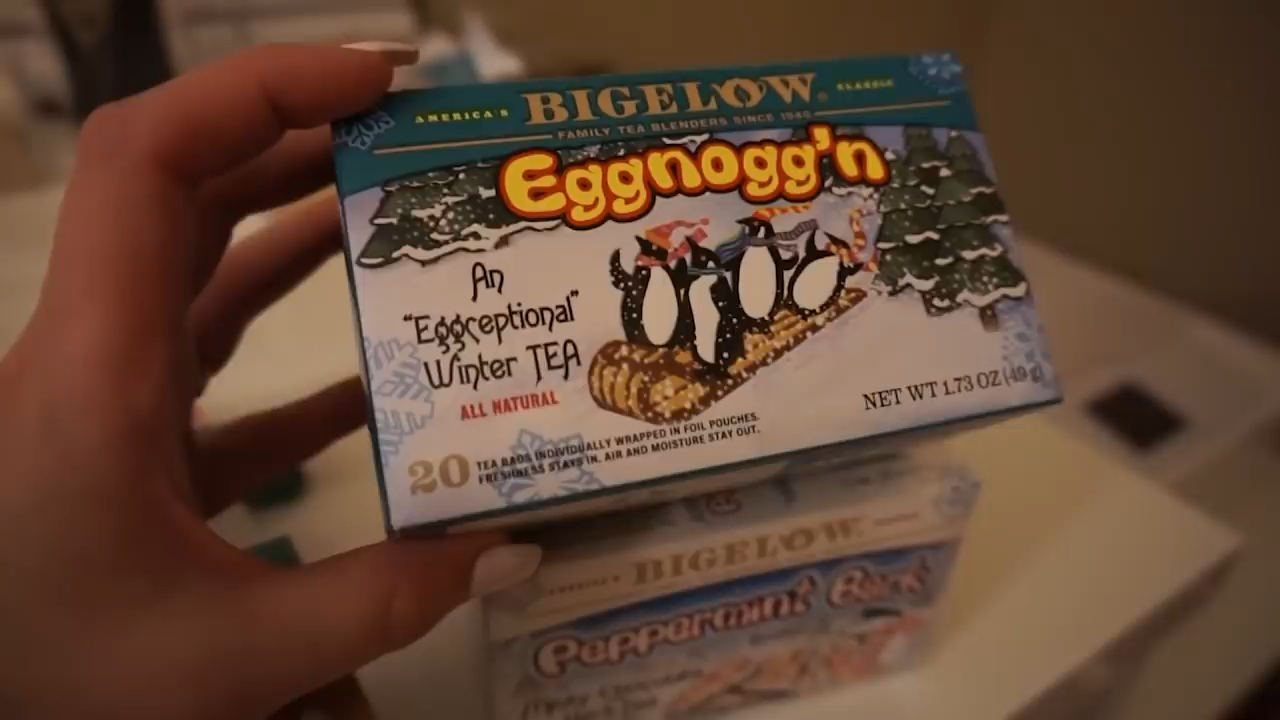 AMERICA'S BIGELOW® CLASSIC
FAMILY TEA BLENDERS SINCE 1945
Eggnogg'n
An
"Eggceptional"
Winter TEA
ALL NATURAL
20 TEA BAGS INDIVIDUALLY WRAPPED IN FOIL POUCHES.
FRESHNESS STAYS IN. AIR AND MOISTURE STAY OUT.
NET WT 1.73 OZ (49 g)
BIGELOW
Peppermint Bark